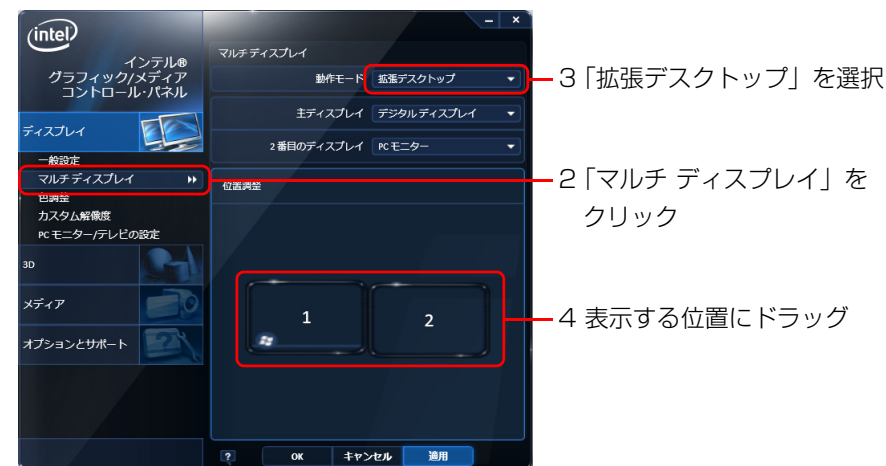 intel
インテル®
グラフィック/メディア
コントロール・パネル
ディスプレイ
一般設定
マルチ ディスプレイ
色調整
カスタム解像度
PC モニター/テレビの設定
3D
メディア
オプションとサポート
マルチ ディスプレイ
動作モード 拡張デスクトップ
主ディスプレイ デジタル ディスプレイ
2 番目のディスプレイ PC モニター
位置調整
1 2
? OK キャンセル 適用
3「拡張デスクトップ」を選択
2「マルチ ディスプレイ」を
クリック
4 表示する位置にドラッグ